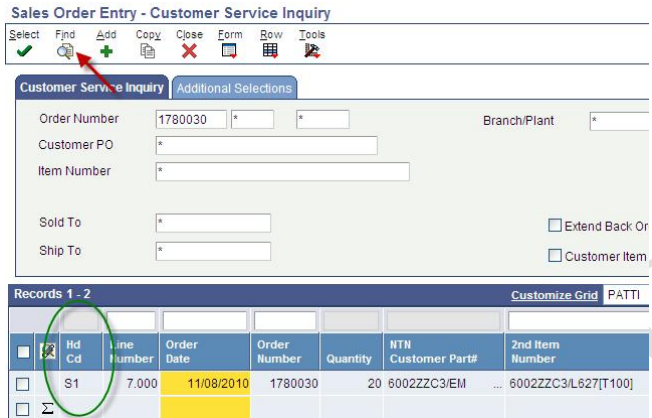 Sales Order Entry - Customer Service Inquiry
Select Find Add Copy Close Form Row Tools
Customer Service Inquiry Additional Selections
Order Number 1780030 * * Branch/Plant *
Customer PO *
Item Number *
Sold To * Extend Back Or
Ship To * Customer Item
Records 1 - 2 Customize Grid PATTI
Hd Line Order Order NTN 2nd Item
Cd Number Date Number Quantity Customer Part# Number
S1 7.000 11/08/2010 1780030 20 6002ZZC3/EM ... 6002ZZC3/L627[T100]
Σ